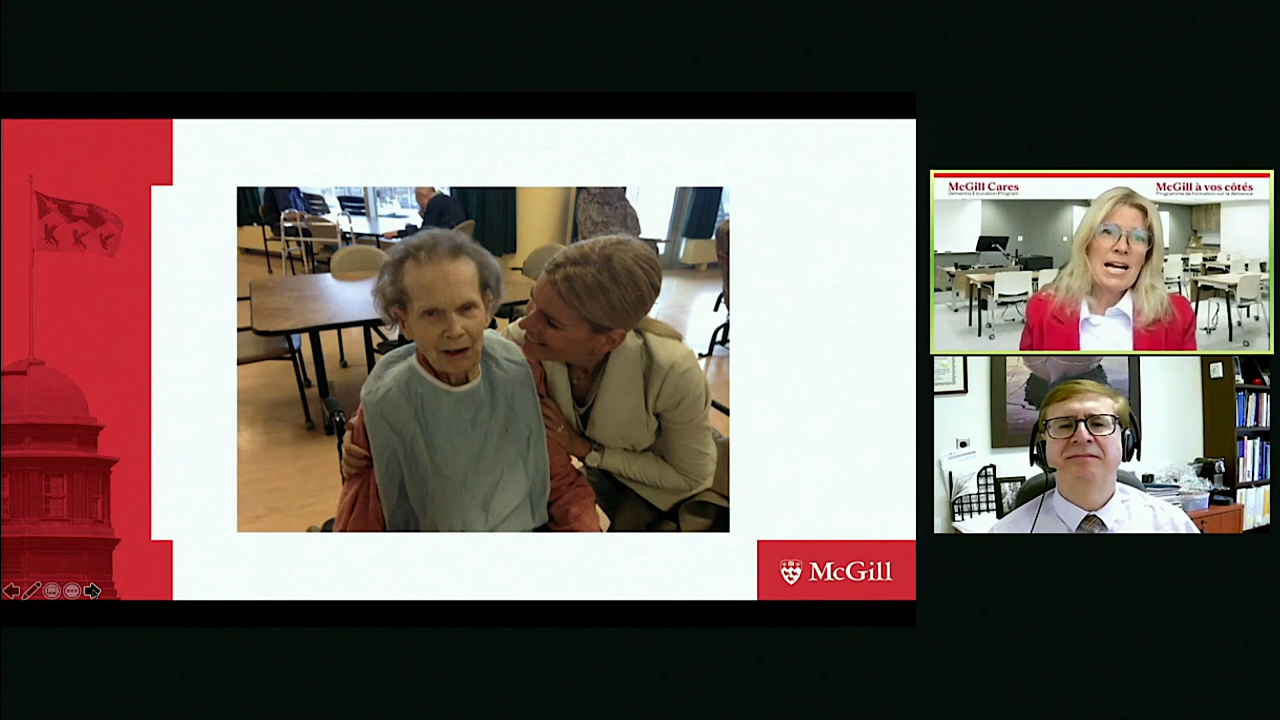 McGill
McGill Cares
Dementia Education Program
McGill à vos côtés
Programme de formation sur la démence